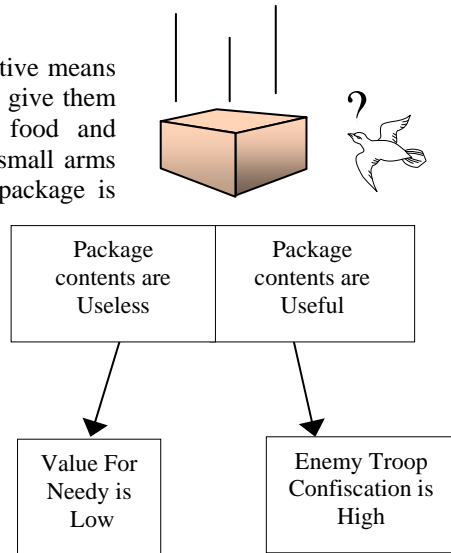 tive means
give them
food and
small arms
package is
?
Package
contents are
Useless
Package
contents are
Useful
Value For
Needy is
Low
Enemy Troop
Confiscation is
High